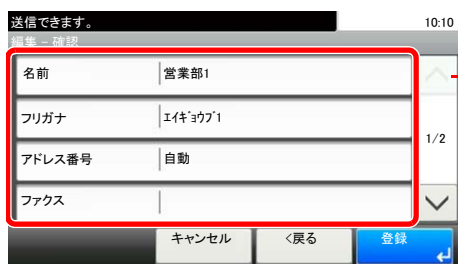 送信できます。 10:10
編集 - 確認
名前 営業部1
フリガナ ｴｲｷﾞｮｳﾌﾞ1
アドレス番号 自動
1/2
ファクス
キャンセル <戻る 登録